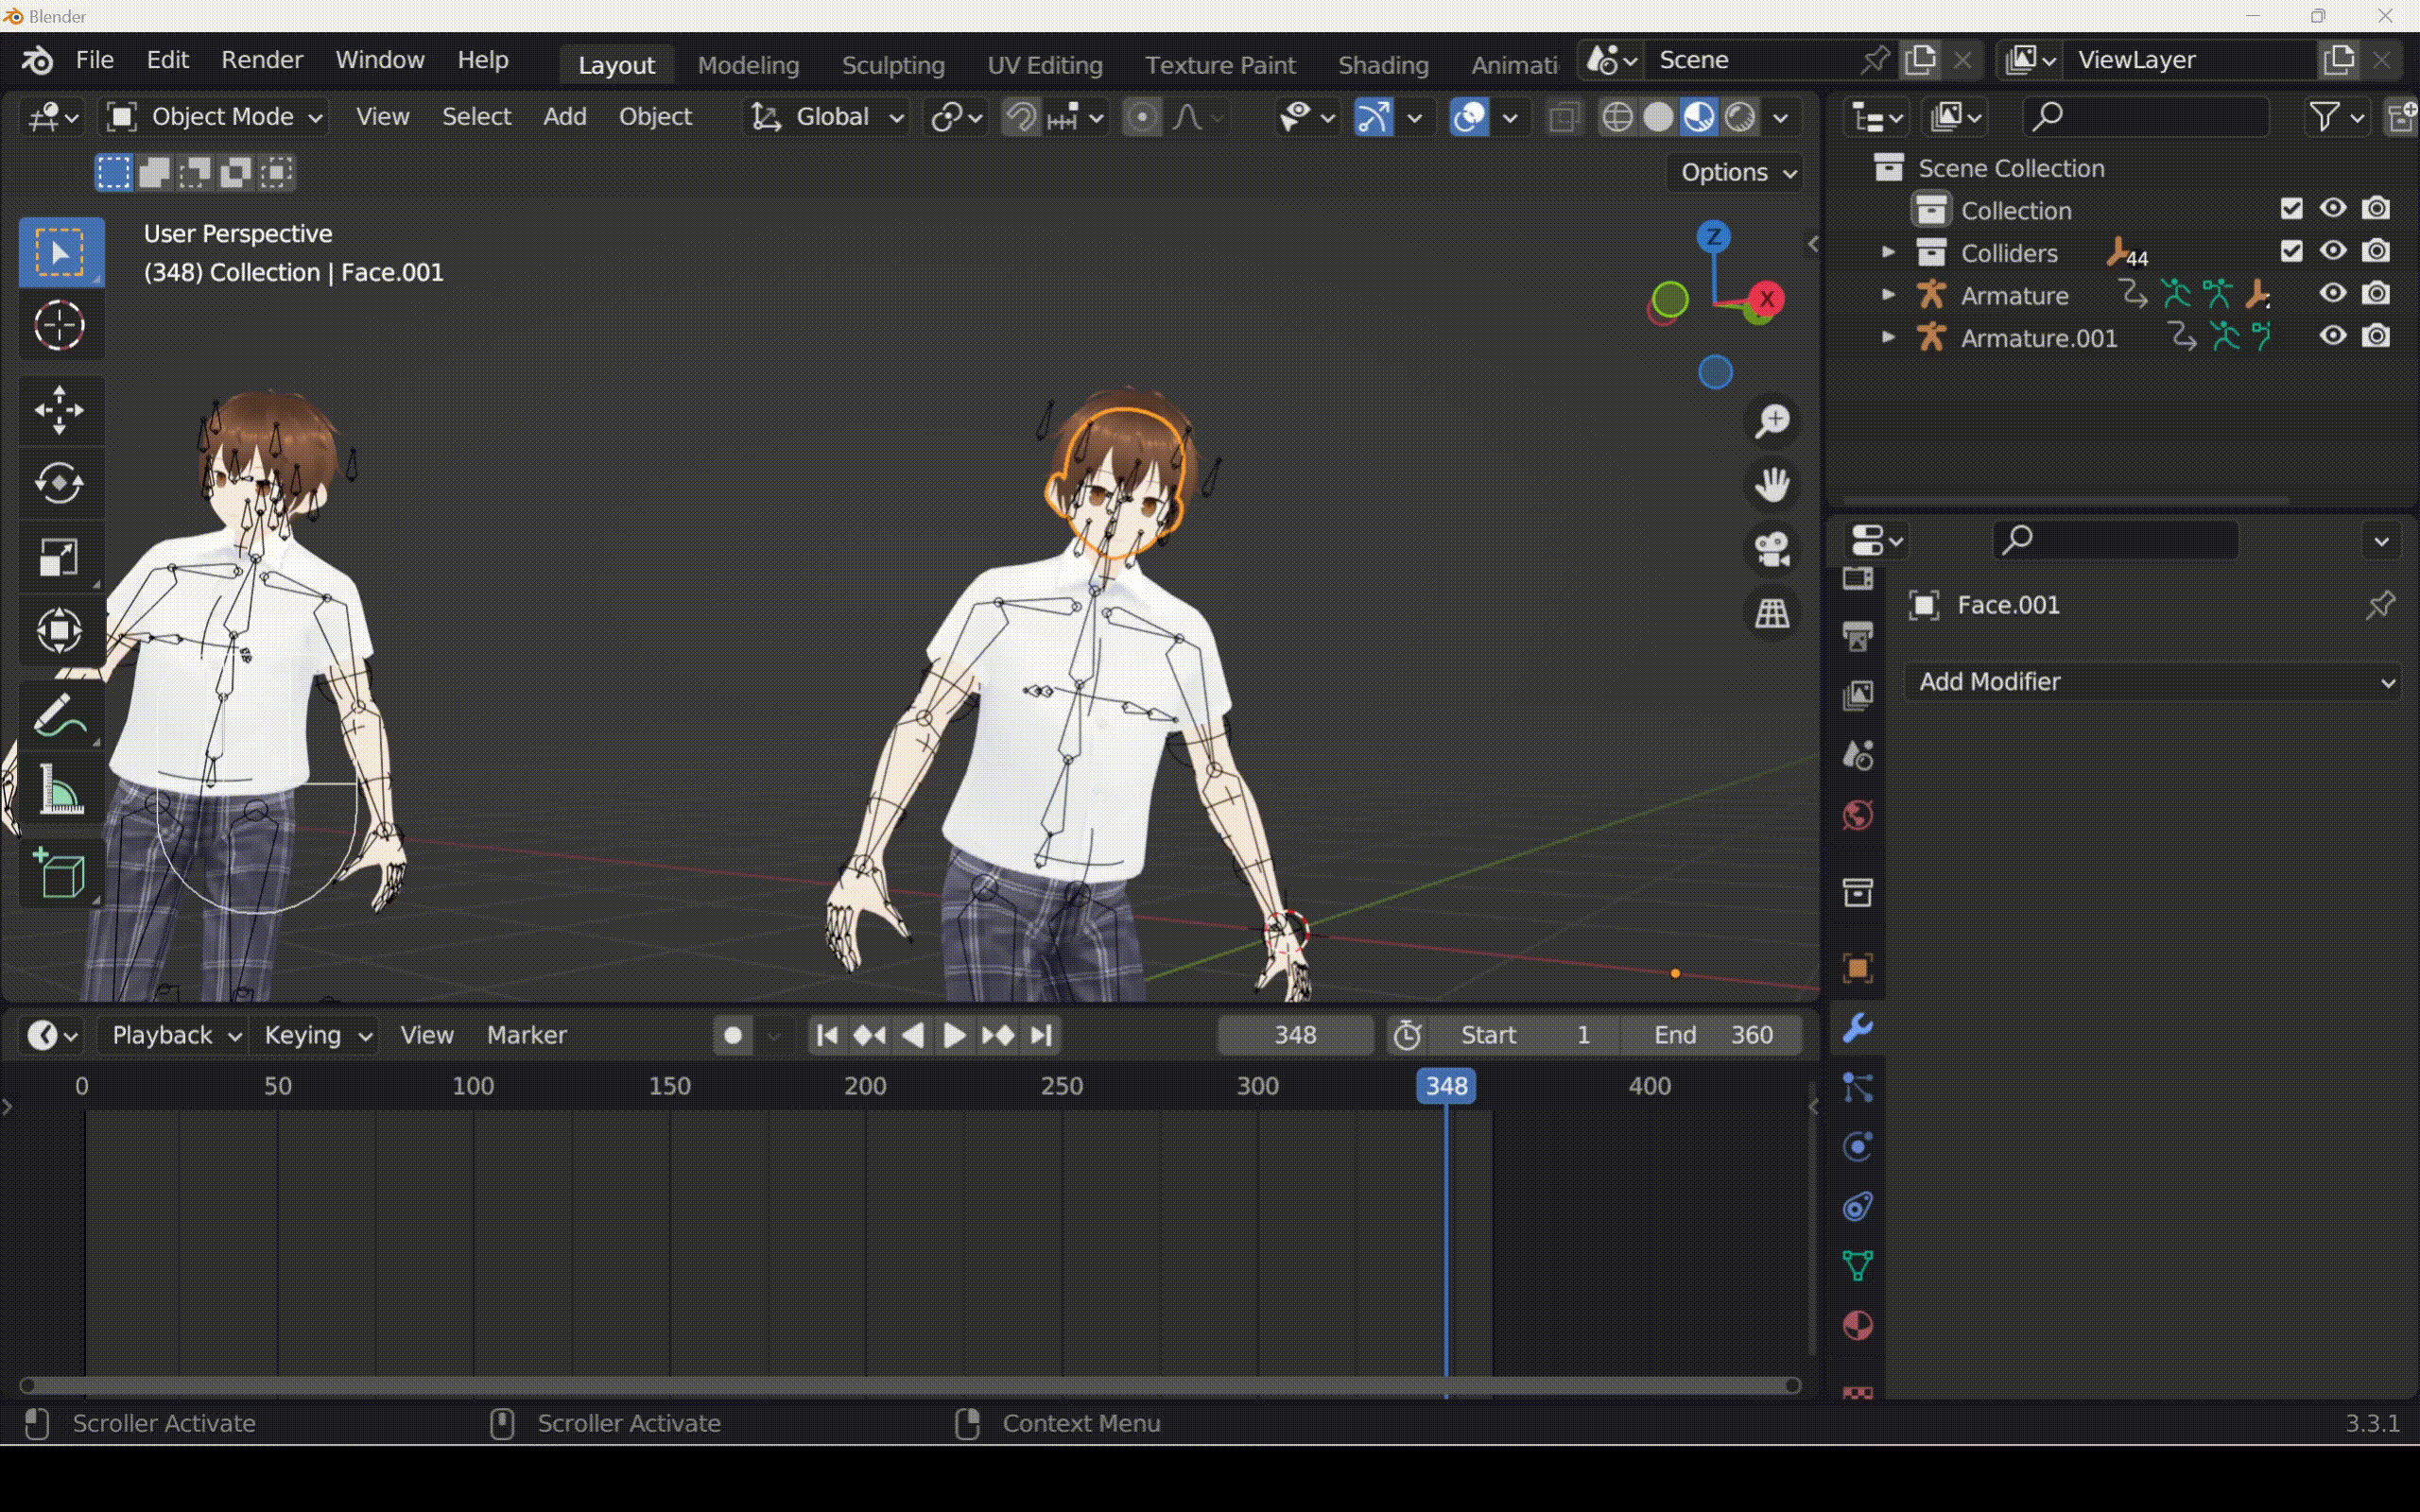 Blender
File Edit Render Window Help Layout Modeling Sculpting UV Editing Texture Paint Shading Animati Scene ViewLayer
Object Mode View Select Add Object Global
Options
User Perspective
(348) Collection | Face.001
Z
X
Scene Collection
Collection
Colliders 44
Armature
Armature.001
Face.001
Add Modifier
Playback Keying View Marker 348 Start 1 End 360
0 50 100 150 200 250 300 348 400
Scroller Activate Scroller Activate Context Menu 3.3.1